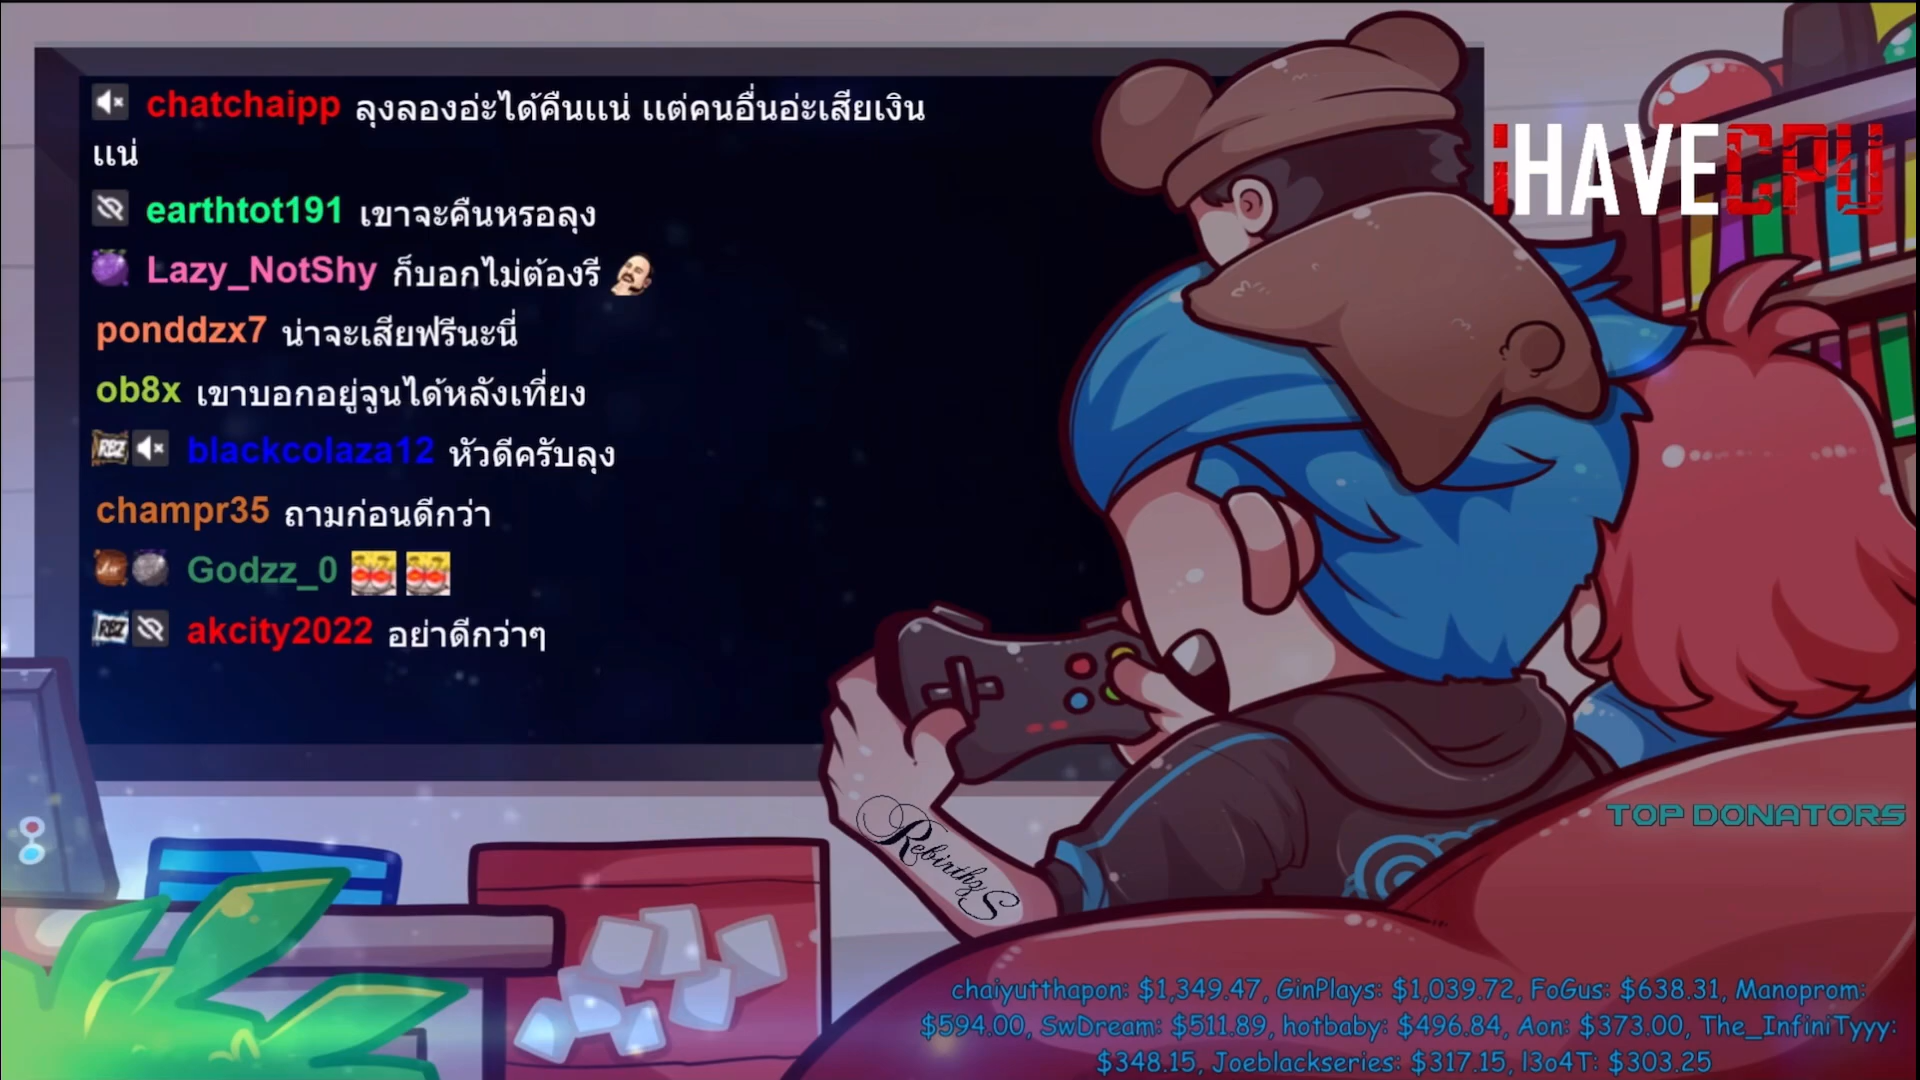 chatchaipp ลุงลองอ่ะได้คืนแน่ แต่คนอื่นอ่ะเสียเงิน
แน่
earthtot191 เขาจะคืนหรอลุง
Lazy_NotShy ก็บอกไม่ต้องรี
ponddzx7 น่าจะเสียฟรีนะนี่
ob8x เขาบอกอยู่จูนได้หลังเที่ยง
RBZ blackcolaza12 หัวดีครับลุง
champr35 ถามก่อนดีกว่า
Godzz_0
RBZ akcity2022 อย่าดีกว่าๆ
iHAVECPU
RebirthzS
TOP DONATORS
chaiyutthapon: $1,349.47, GinPlays: $1,039.72, FoGus: $638.31, Manoprom:
$594.00, SwDream: $511.89, hotbaby: $496.84, Aon: $373.00, The_InfiniTyyy:
$348.15, Joeblackseries: $317.15, l3o4T: $303.25